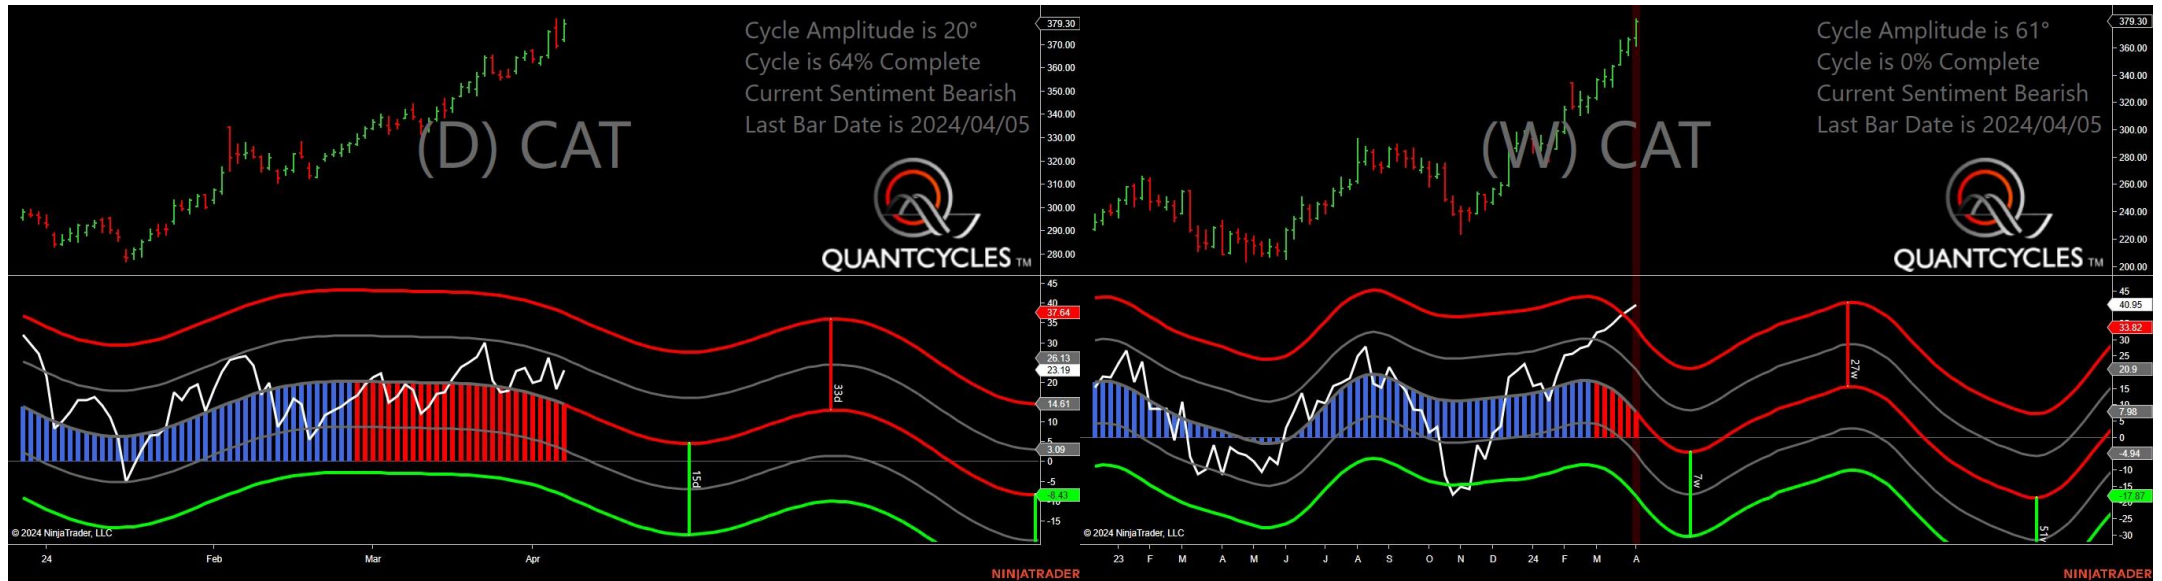 Cycle Amplitude is 20°
Cycle is 64% Complete
Current Sentiment Bearish
Last Bar Date is 2024/04/05
(D) CAT
QUANTCYCLES TM
379.30
370.00
360.00
350.00
340.00
330.00
320.00
310.00
300.00
290.00
280.00
45
40
37.64
35
30
26.13
23.19
20
14.61
10
5
3.09
0
-5
-8.43
-15
33d
15d
© 2024 NinjaTrader, LLC
24 Feb Mar Apr
NINJATRADER
Cycle Amplitude is 61°
Cycle is 0% Complete
Current Sentiment Bearish
Last Bar Date is 2024/04/05
(W) CAT
QUANTCYCLES TM
379.30
360.00
340.00
320.00
300.00
280.00
260.00
240.00
220.00
200.00
45
40.95
33.82
30
25
20.9
15
7.98
5
0
-4.94
-10
-15
-17.87
-25
-30
27w
7w
© 2024 NinjaTrader, LLC
23 F M A M J J A S O N D 24 F M A
NINJATRADER